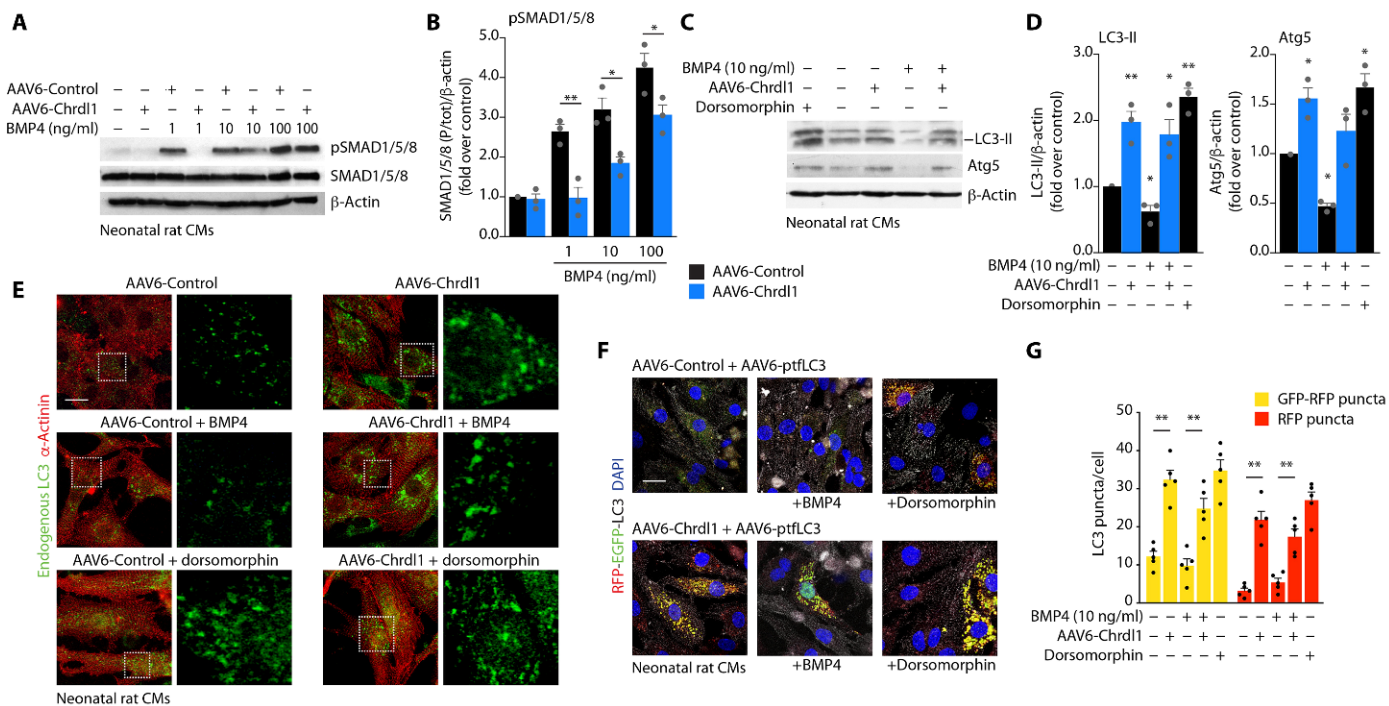 A
AAV6-Control – – + – + – + –
AAV6-Chrdl1 – + – + – + – +
BMP4 (ng/ml) – – 1 1 10 10 100 100
pSMAD1/5/8
SMAD1/5/8
β-Actin
Neonatal rat CMs
B
pSMAD1/5/8
SMAD1/5/8 (P/tot)/β-actin
(fold over control)
5.0
4.0
3.0
2.0
1.0
0.0
**
*
*
1 10 100
BMP4 (ng/ml)
AAV6-Control
AAV6-Chrdl1
C
BMP4 (10 ng/ml) – – – + +
AAV6-Chrdl1 – – + – +
Dorsomorphin + – – – –
LC3-II
Atg5
β-Actin
Neonatal rat CMs
D
LC3-II
LC3-II/β-actin
(fold over control)
3.0
2.0
1.0
0.0
** * * **
BMP4 (10 ng/ml) – – + + –
AAV6-Chrdl1 – + – + –
Dorsomorphin – – – – +
Atg5
Atg5/β-actin
(fold over control)
2.0
1.5
1.0
0.5
0.0
* * *
– – + + –
– + – + –
– – – – +
E
Endogenous LC3 α-Actinin
AAV6-Control
AAV6-Chrdl1
AAV6-Control + BMP4
AAV6-Chrdl1 + BMP4
AAV6-Control + dorsomorphin
AAV6-Chrdl1 + dorsomorphin
Neonatal rat CMs
F
RFP-EGFP-LC3 DAPI
AAV6-Control + AAV6-ptfLC3
+BMP4
+Dorsomorphin
AAV6-Chrdl1 + AAV6-ptfLC3
Neonatal rat CMs
+BMP4
+Dorsomorphin
G
GFP-RFP puncta
RFP puncta
LC3 puncta/cell
50
40
30
20
10
0
** ** ** **
BMP4 (10 ng/ml) – – + + – – – + + –
AAV6-Chrdl1 – + – + – – + – + –
Dorsomorphin – – – – + – – – – +